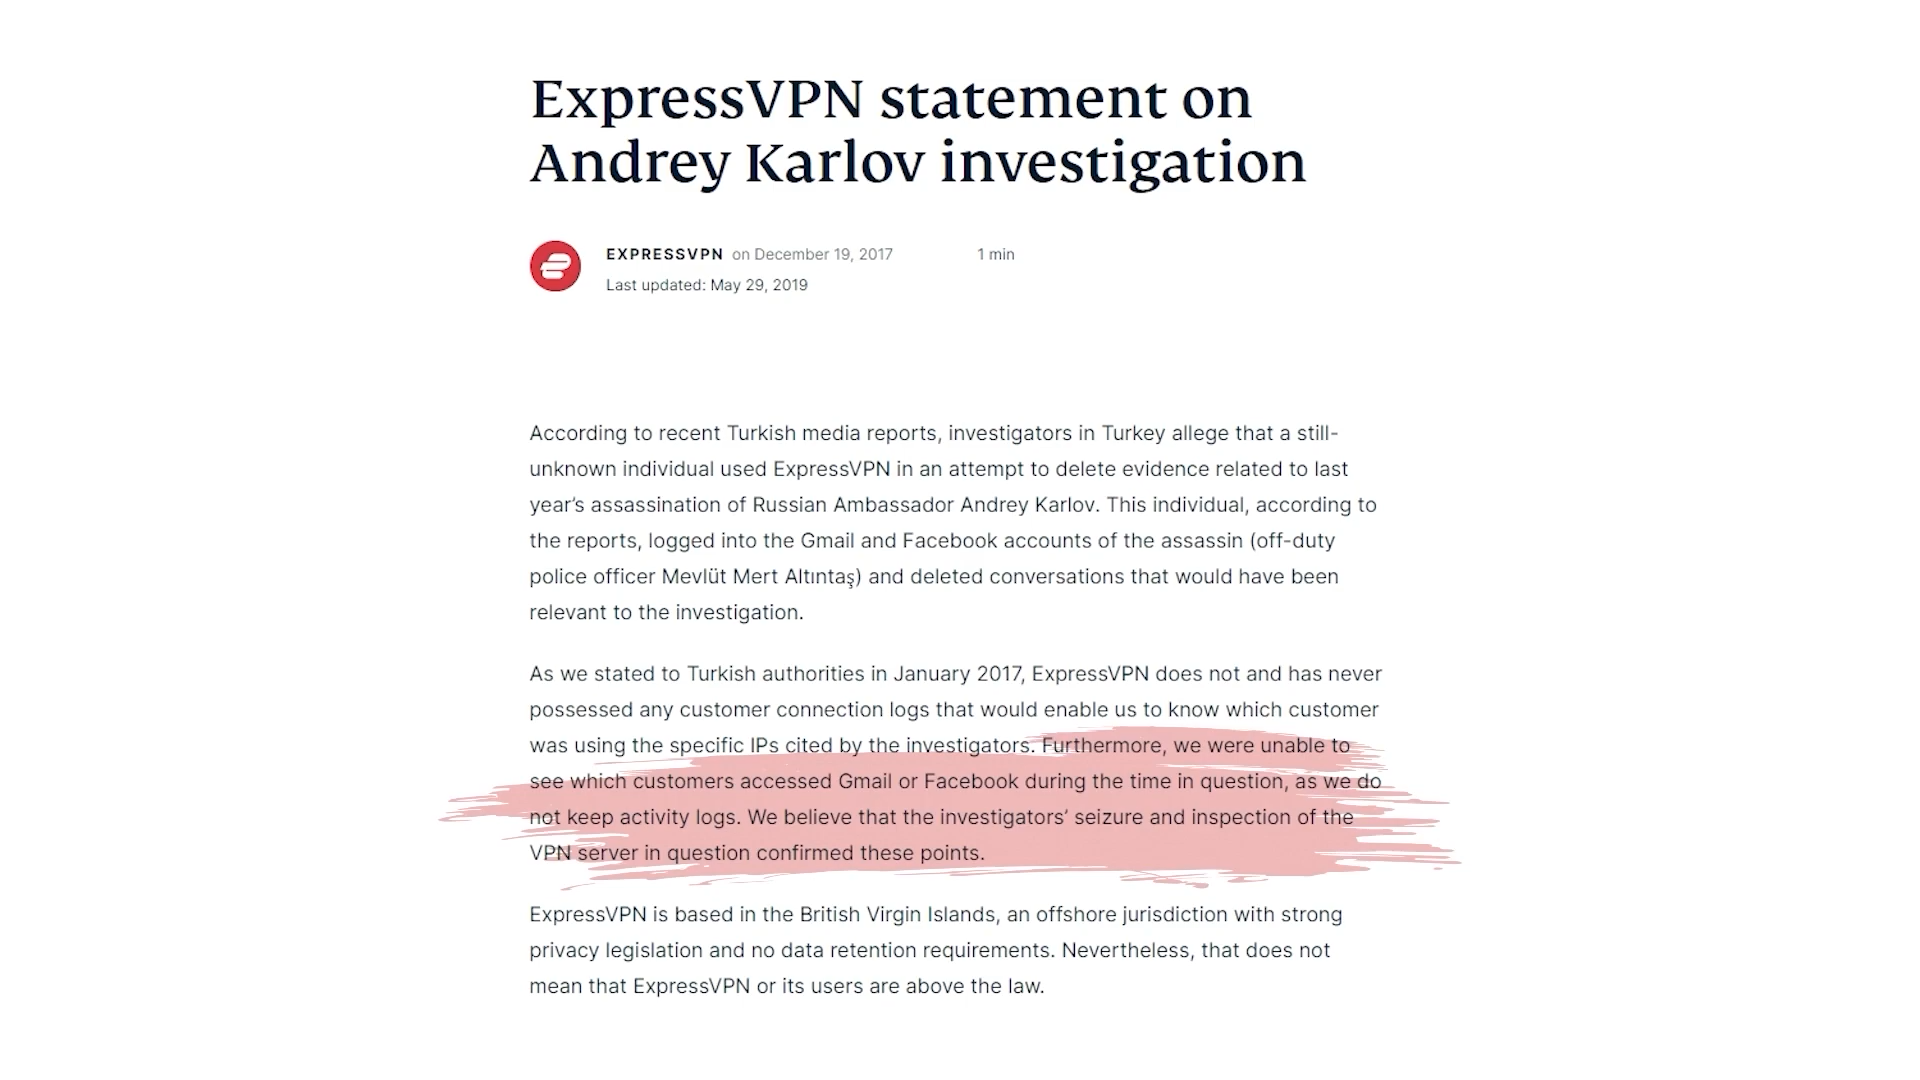 ExpressVPN statement on
Andrey Karlov investigation
EXPRESSVPN on December 19, 2017 1 min
Last updated: May 29, 2019
According to recent Turkish media reports, investigators in Turkey allege that a still-
unknown individual used ExpressVPN in an attempt to delete evidence related to last
year’s assassination of Russian Ambassador Andrey Karlov. This individual, according to
the reports, logged into the Gmail and Facebook accounts of the assassin (off-duty
police officer Mevlüt Mert Altıntaş) and deleted conversations that would have been
relevant to the investigation.
As we stated to Turkish authorities in January 2017, ExpressVPN does not and has never
possessed any customer connection logs that would enable us to know which customer
was using the specific IPs cited by the investigators. Furthermore, we were unable to
see which customers accessed Gmail or Facebook during the time in question, as we do
not keep activity logs. We believe that the investigators’ seizure and inspection of the
VPN server in question confirmed these points.
ExpressVPN is based in the British Virgin Islands, an offshore jurisdiction with strong
privacy legislation and no data retention requirements. Nevertheless, that does not
mean that ExpressVPN or its users are above the law.